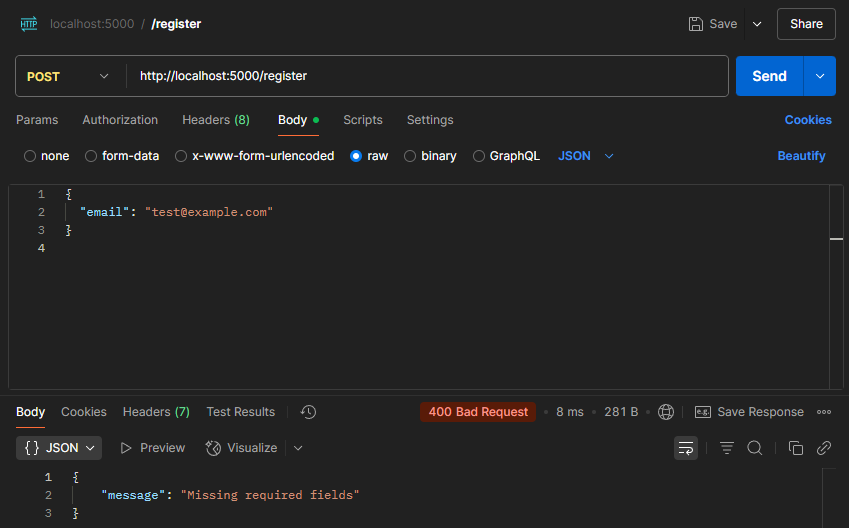 HTTP localhost:5000 / /register Save Share
POST http://localhost:5000/register Send
Params Authorization Headers (8) Body Scripts Settings Cookies
none form-data x-www-form-urlencoded raw binary GraphQL JSON Beautify
1 {
2 "email": "test@example.com"
3 }
4
Body Cookies Headers (7) Test Results 400 Bad Request • 8 ms • 281 B e.g. Save Response
{} JSON Preview Visualize
1 {
2 "message": "Missing required fields"
3 }